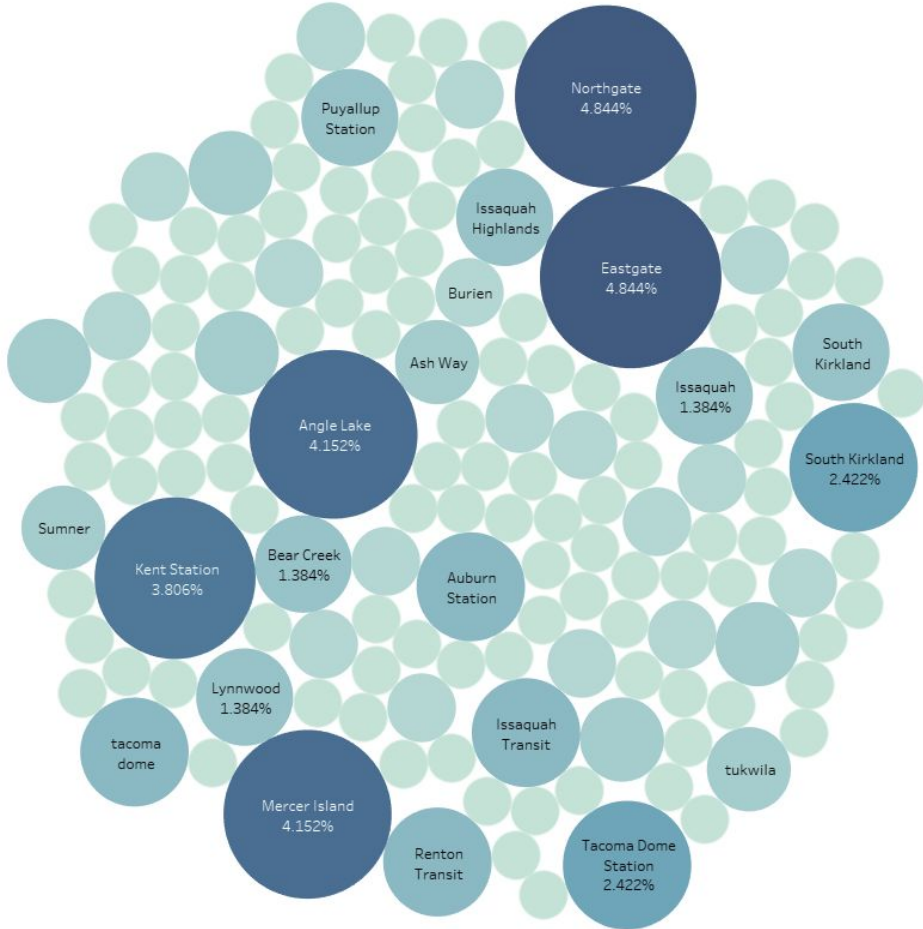 Northgate
4.844%
Puyallup
Station
Issaquah
Highlands
Eastgate
4.844%
Burien
South
Kirkland
Ash Way
Issaquah
1.384%
Angle Lake
4.152%
South Kirkland
2.422%
Sumner
Bear Creek
1.384%
Kent Station
3.806%
Auburn
Station
Lynnwood
1.384%
Issaquah
Transit
tacoma
dome
tukwila
Mercer Island
4.152%
Renton
Transit
Tacoma Dome
Station
2.422%